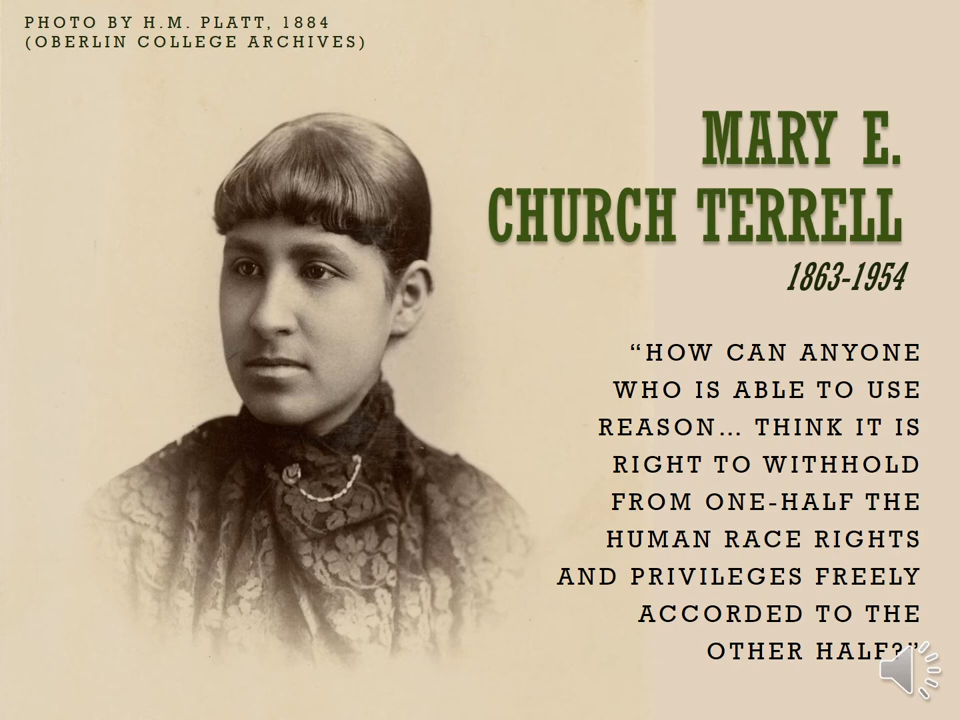 PHOTO BY H.M. PLATT, 1884
(OBERLIN COLLEGE ARCHIVES)
MARY E.
CHURCH TERRELL
1863-1954
“HOW CAN ANYONE
WHO IS ABLE TO USE
REASON... THINK IT IS
RIGHT TO WITHHOLD
FROM ONE-HALF THE
HUMAN RACE RIGHTS
AND PRIVILEGES FREELY
ACCORDED TO THE
OTHER HALF?”